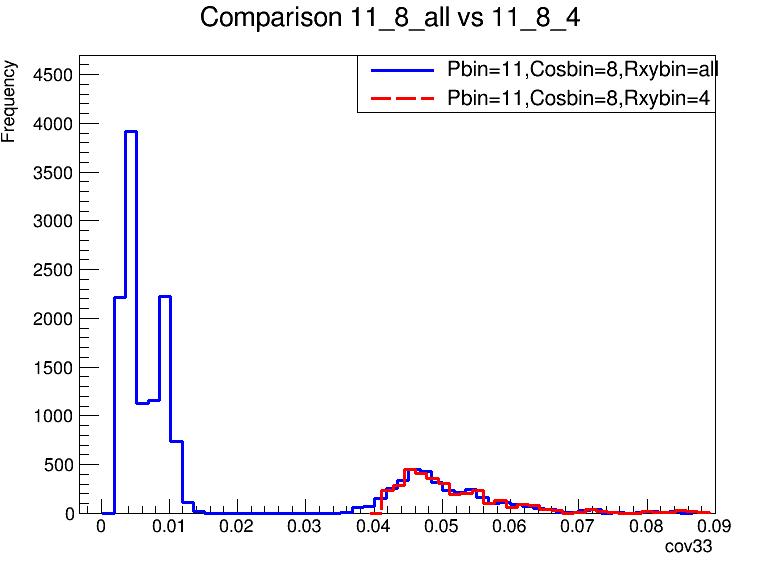 Comparison 11_8_all vs 11_8_4
Frequency
Pbin=11,Cosbin=8,Rxybin=all
Pbin=11,Cosbin=8,Rxybin=4
4500
4000
3500
3000
2500
2000
1500
1000
500
0
0 0.01 0.02 0.03 0.04 0.05 0.06 0.07 0.08 0.09
cov33